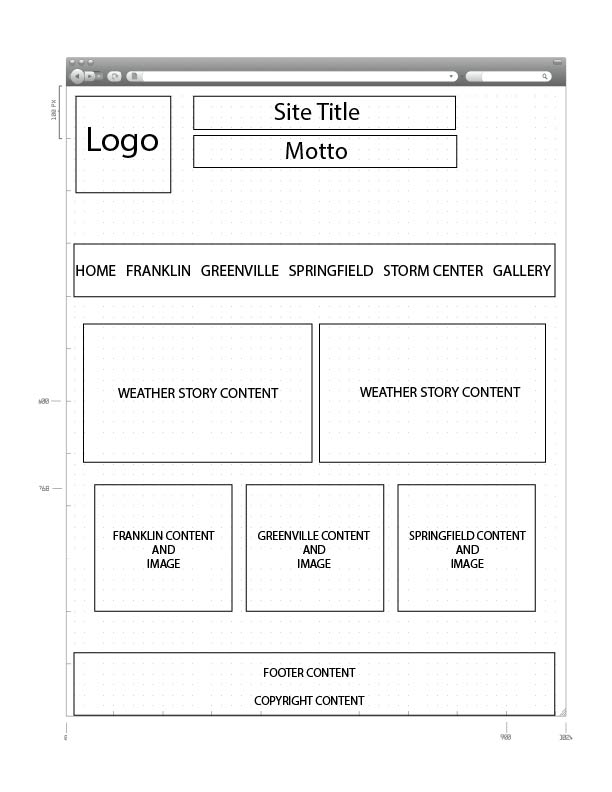 100 PX
Logo
Site Title
Motto
HOME FRANKLIN GREENVILLE SPRINGFIELD STORM CENTER GALLERY
WEATHER STORY CONTENT
WEATHER STORY CONTENT
600
768
FRANKLIN CONTENT
AND
IMAGE
GREENVILLE CONTENT
AND
IMAGE
SPRINGFIELD CONTENT
AND
IMAGE
FOOTER CONTENT
COPYRIGHT CONTENT
0
900
1024